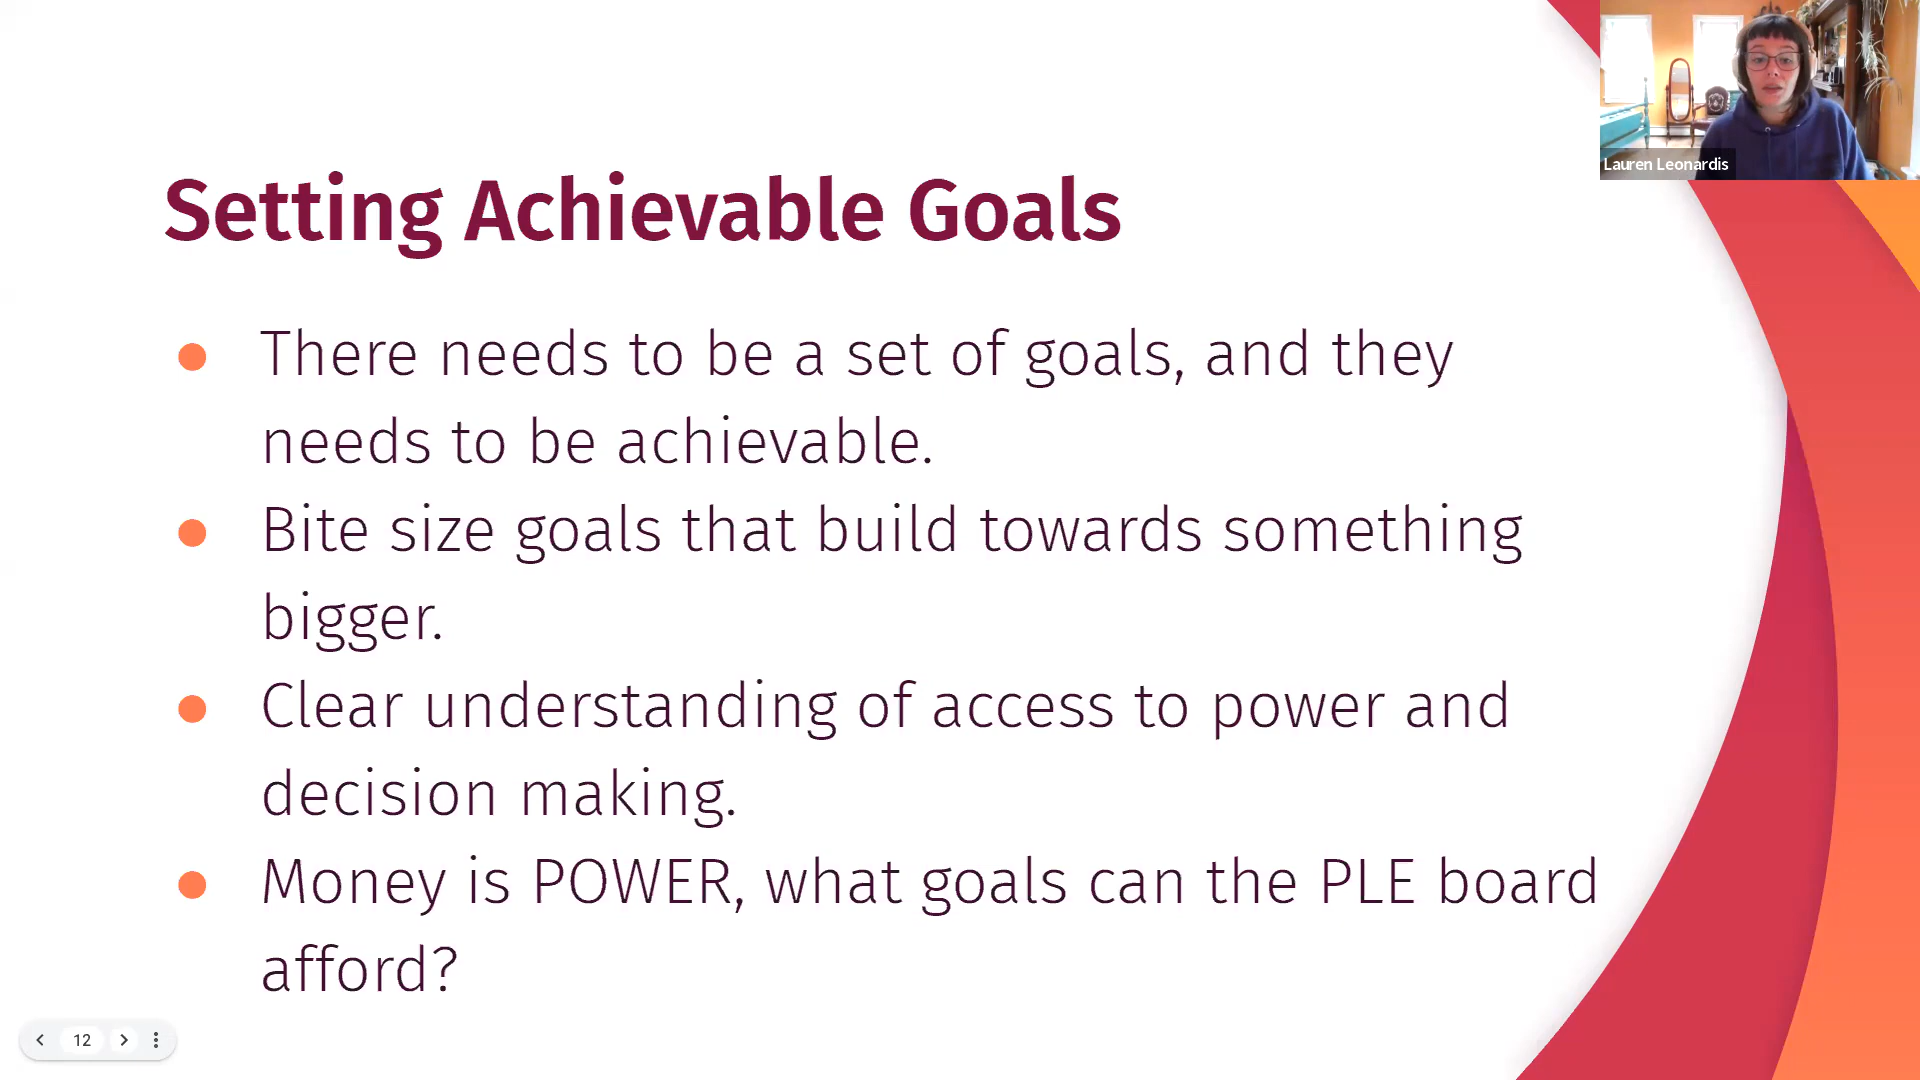 Lauren Leonardis
Setting Achievable Goals
● There needs to be a set of goals, and they
needs to be achievable.
● Bite size goals that build towards something
bigger.
● Clear understanding of access to power and
decision making.
● Money is POWER, what goals can the PLE board
afford?
12